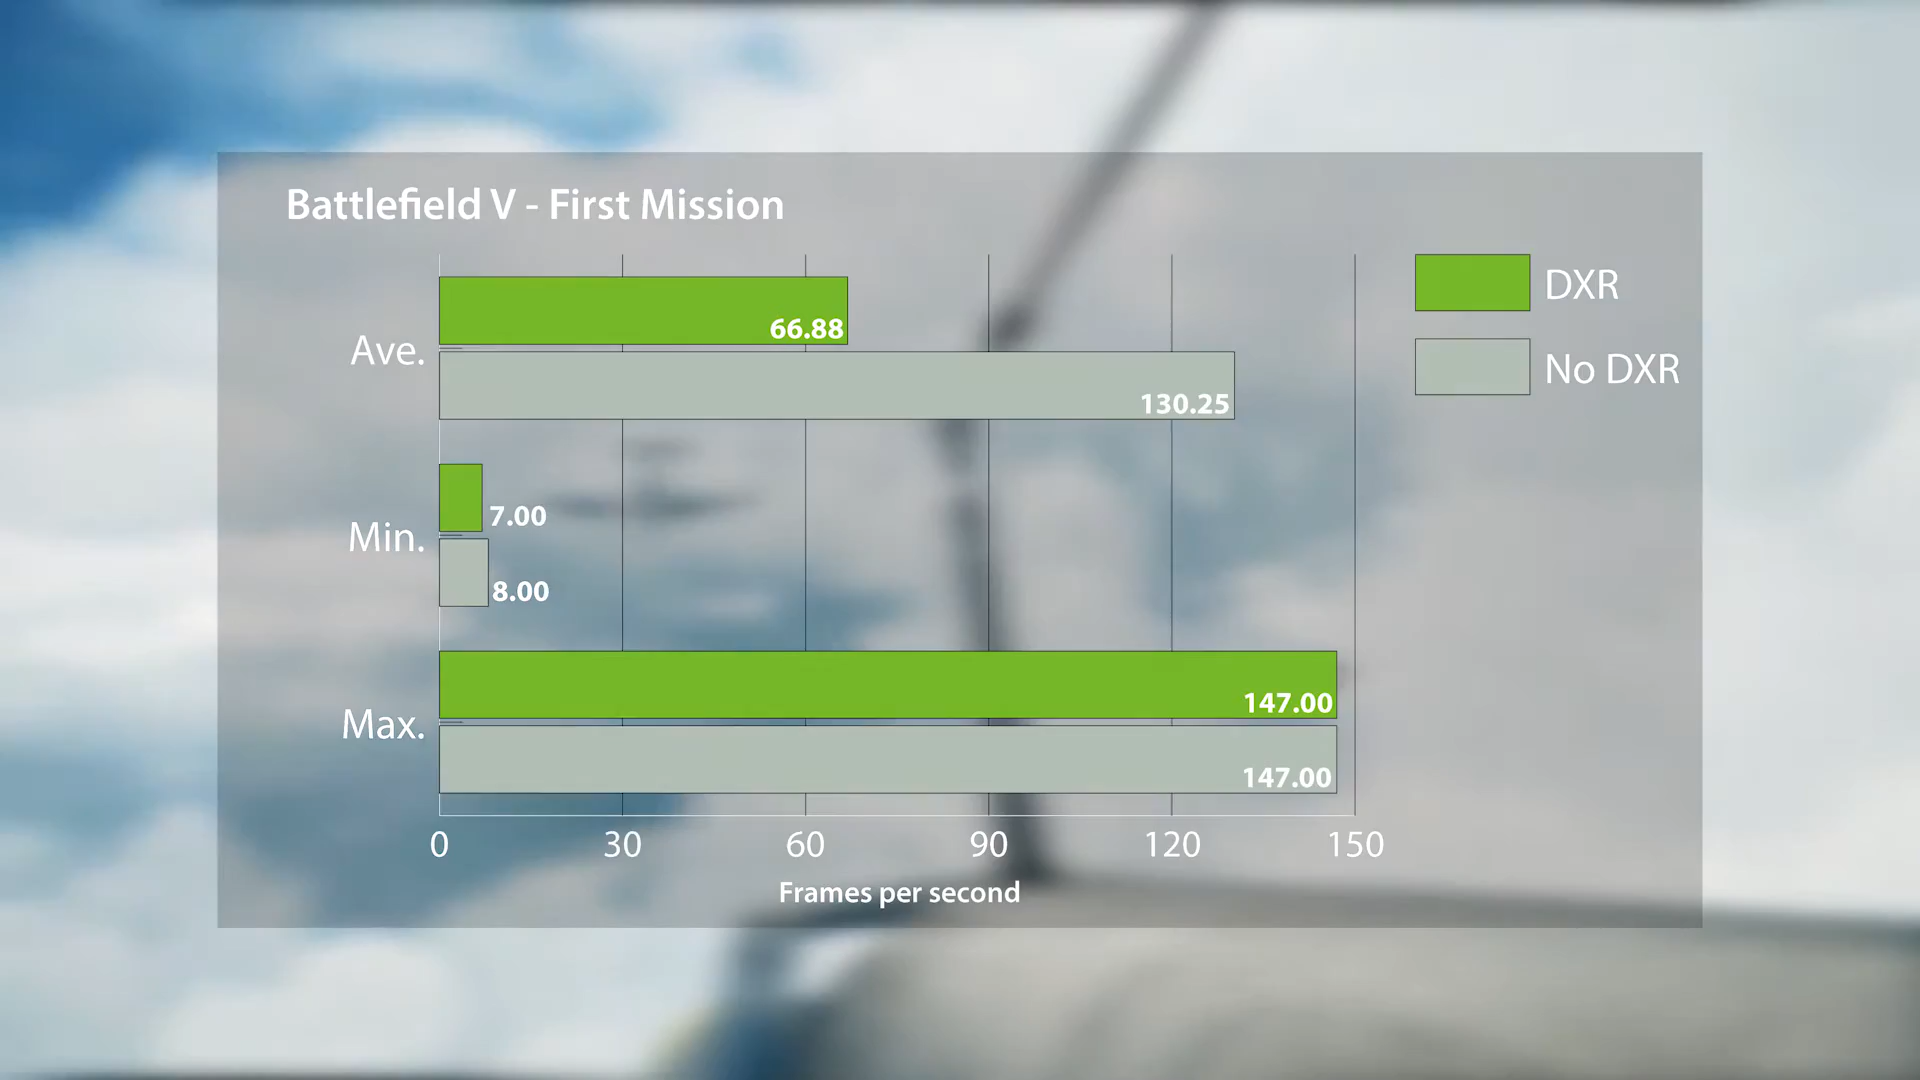 Battlefield V - First Mission
DXR
No DXR
Ave.
66.88
130.25
Min.
7.00
8.00
Max.
147.00
147.00
0 30 60 90 120 150
Frames per second